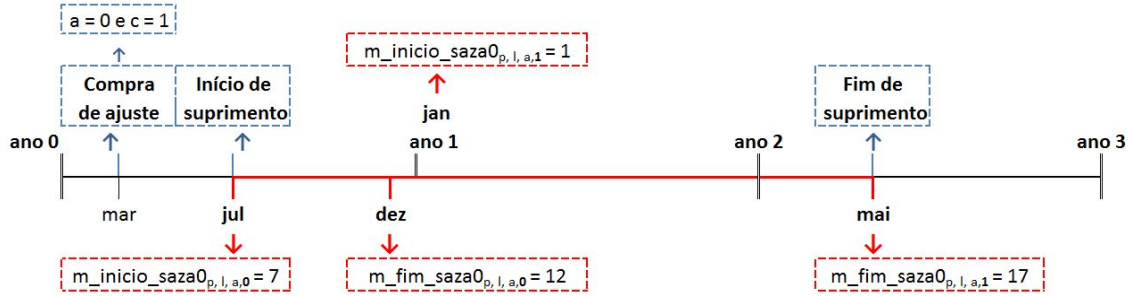 a = 0 e c = 1
m_inicio_saza0p, l, a,1 = 1
Compra
de ajuste
Início de
suprimento
jan
Fim de
suprimento
ano 0
ano 1
ano 2
ano 3
mar
jul
dez
mai
m_inicio_saza0p, l, a,0 = 7
m_fim_saza0p, l, a,0 = 12
m_fim_saza0p, l, a,1 = 17